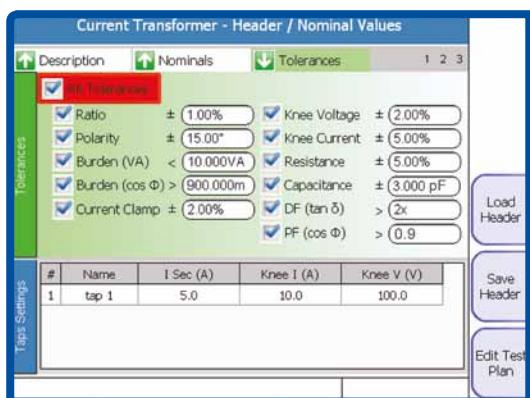 Current Transformer - Header / Nominal Values
Description Nominals Tolerances 1 2 3
All Tolerances
Ratio ± 1.00% Knee Voltage ± 2.00%
Polarity ± 15.00° Knee Current ± 5.00%
Burden (VA) < 10.000VA Resistance ± 5.00%
Burden (cos Φ) > 900.000m Capacitance ± 3.000 pF
Current Clamp ± 2.00% DF (tan δ) > 2x
PF (cos Φ) > 0.9
Tolerances
# Name I Sec (A) Knee I (A) Knee V (V)
1 tap 1 5.0 10.0 100.0
Taps Settings
Load Header
Save Header
Edit Test Plan